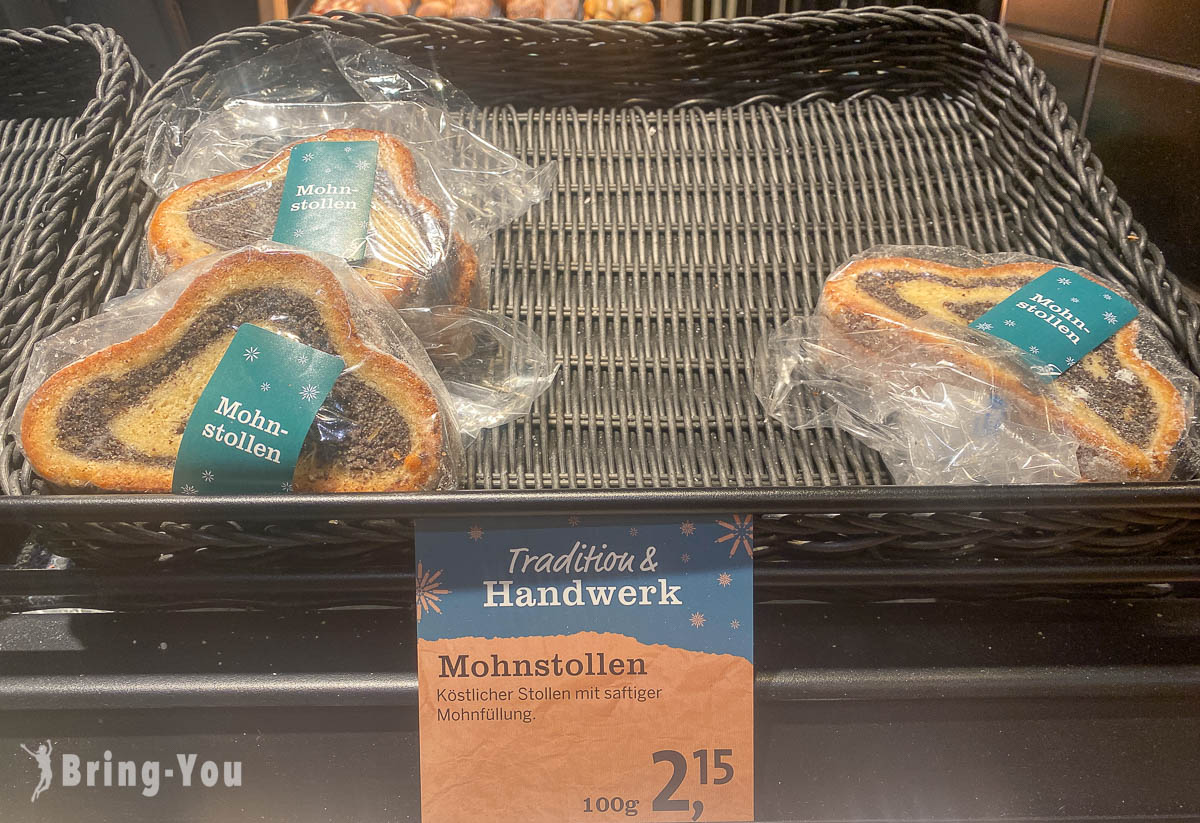 Mohn-
stollen
Mohn-
stollen
Mohn-
stollen
Tradition &
Handwerk
Mohnstollen
Köstlicher Stollen mit saftiger
Mohnfüllung.
100g 2,15
Bring-You